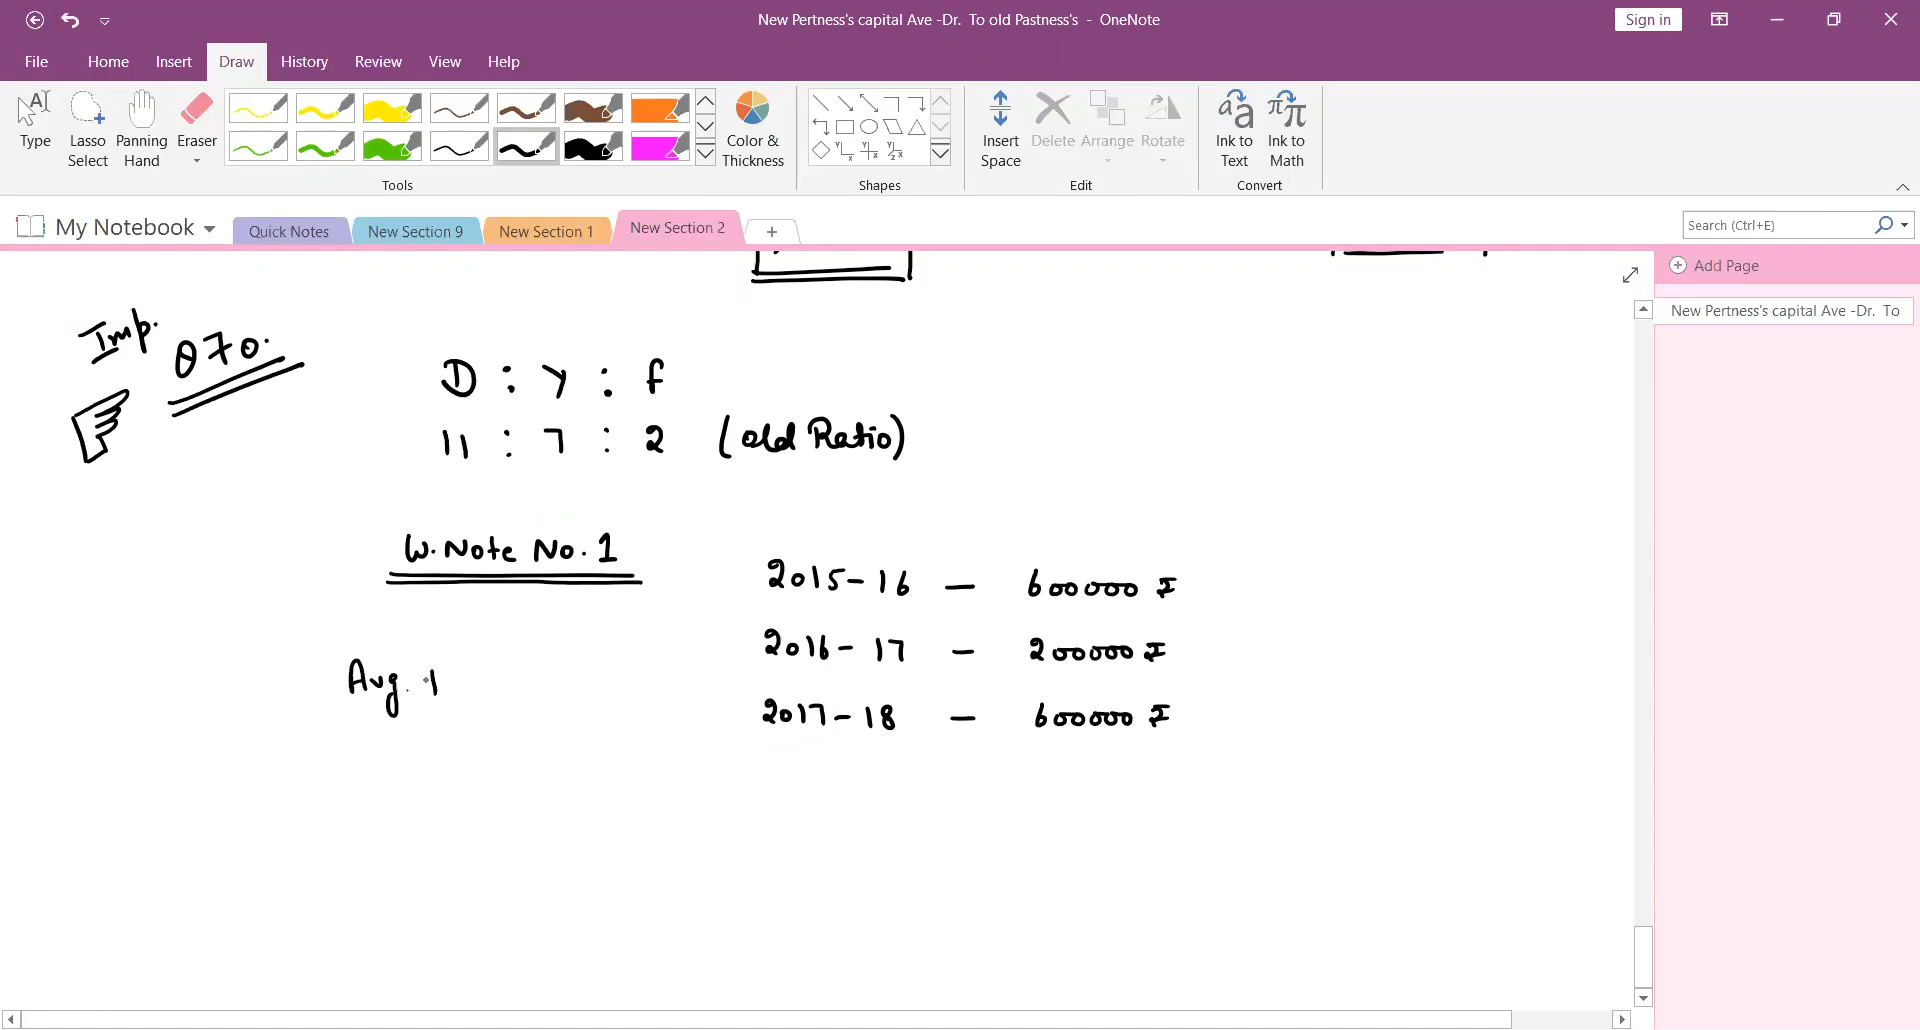 New Pertness's capital Ave -Dr. To old Pastness's - OneNote
Sign in
File Home Insert Draw History Review View Help
Type
Lasso Select
Panning Hand
Eraser
Color & Thickness
Insert Space
Delete
Arrange
Rotate
Ink to Text
Ink to Math
Tools
Shapes
Edit
Convert
My Notebook
Quick Notes
New Section 9
New Section 1
New Section 2
Search (Ctrl+E)
Add Page
New Pertness's capital Ave -Dr. To
Imp.
Q70.
D : Y : F
11 : 7 : 2 (old Ratio)
W. Note No. 1
2015-16 - 600000 I
2016-17 - 200000 I
2017-18 - 600000 I
Avg.